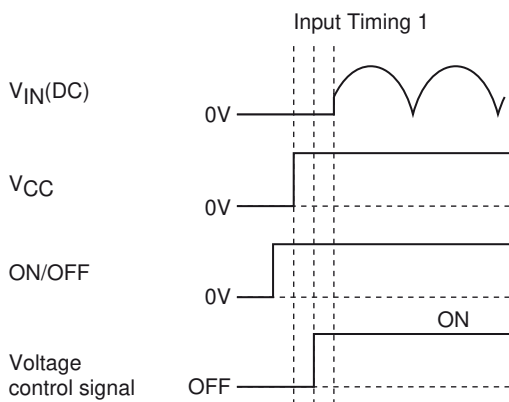 Input Timing 1
VIN(DC)
0V
VCC
0V
ON/OFF
0V
ON
Voltage
control signal
OFF